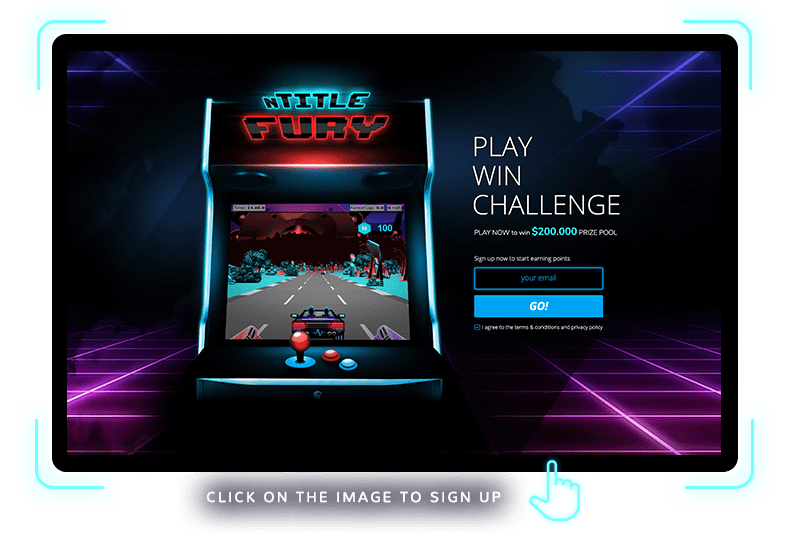 nTITLE
FURY
100
PLAY
WIN
CHALLENGE
PLAY NOW to win $200.000 PRIZE POOL
Sign up now to start earning points
your email
GO!
I agree to the terms & conditions and privacy policy
CLICK ON THE IMAGE TO SIGN UP